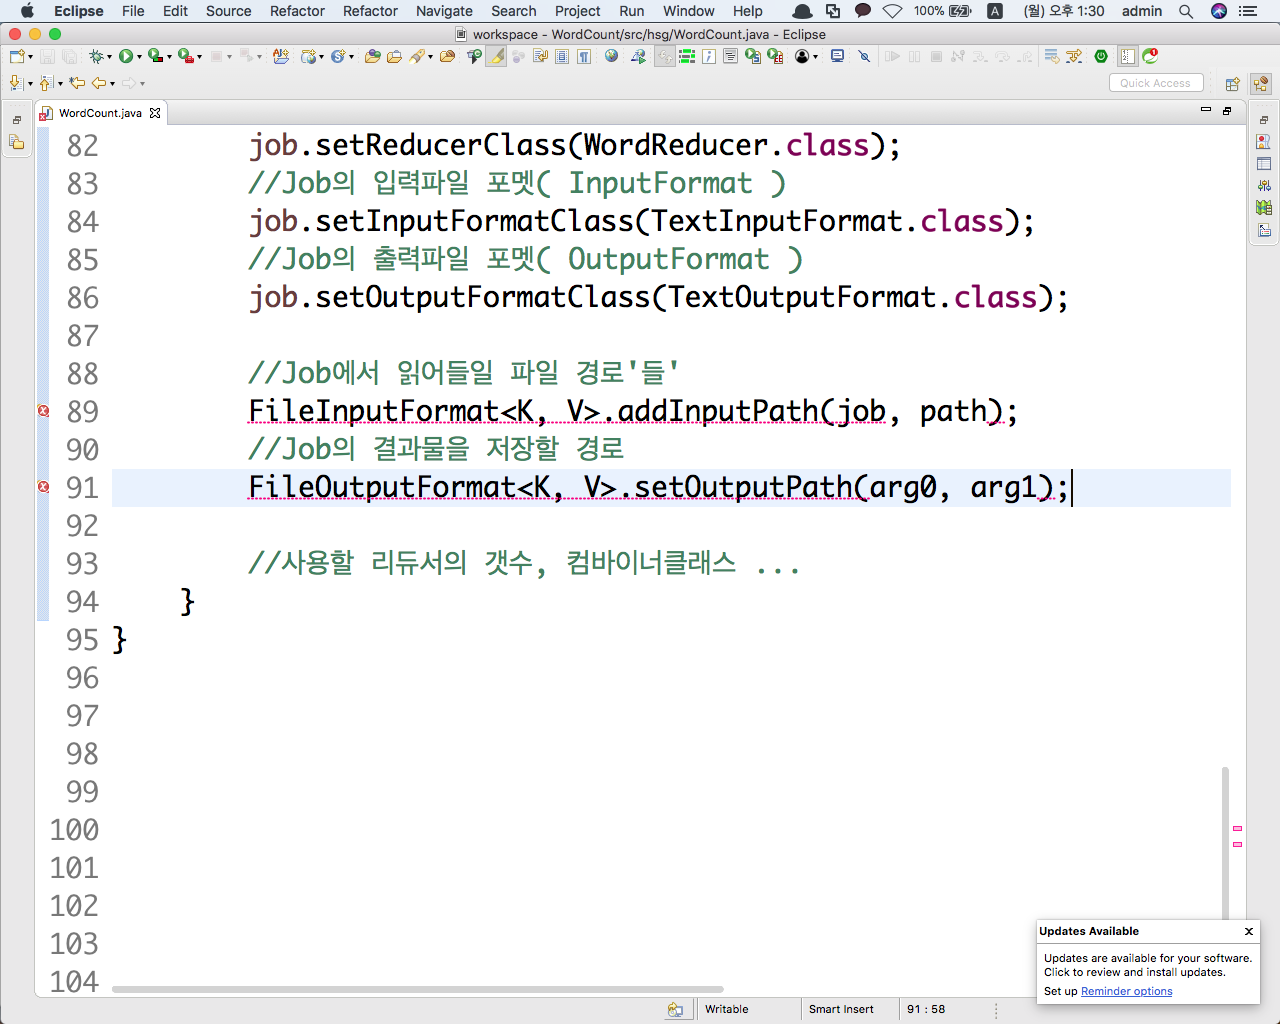 Eclipse File Edit Source Refactor Refactor Navigate Search Project Run Window Help 100% A (월) 오후 1:30 admin
workspace - WordCount/src/hsg/WordCount.java - Eclipse
Quick Access
WordCount.java
82 job.setReducerClass(WordReducer.class);
83 //Job의 입력파일 포멧( InputFormat )
84 job.setInputFormatClass(TextInputFormat.class);
85 //Job의 출력파일 포멧( OutputFormat )
86 job.setOutputFormatClass(TextOutputFormat.class);
87
88 //Job에서 읽어들일 파일 경로'들'
89 FileInputFormat<K, V>.addInputPath(job, path);
90 //Job의 결과물을 저장할 경로
91 FileOutputFormat<K, V>.setOutputPath(arg0, arg1);
92
93 //사용할 리듀서의 갯수, 컴바이너클래스 ...
94 }
95 }
96
97
98
99
100
101
102
103
104
Updates Available
Updates are available for your software.
Click to review and install updates.
Set up Reminder options
Writable Smart Insert 91 : 58